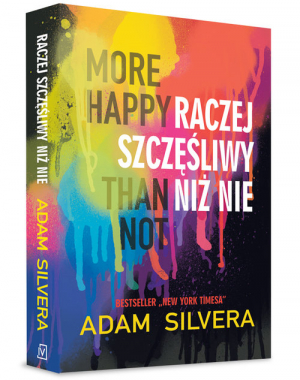 RACZEJ SZCZĘŚLIWY NIŻ NIE
ADAM SILVERA
V
MORE
HAPPY RACZEJ
SZCZĘŚLIWY
THAN NIŻ NIE
NOT
BESTSELLER „NEW YORK TIMESA”
ADAM SILVERA